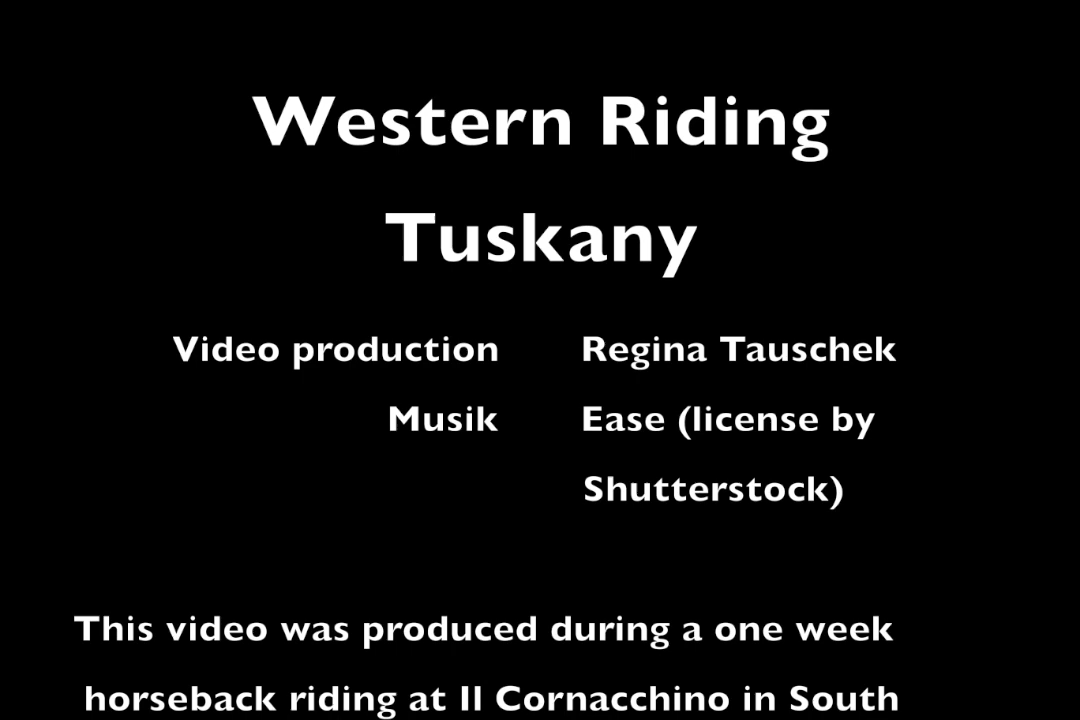 Western Riding
Tuskany
Video production Regina Tauschek
Musik Ease (license by
Shutterstock)
This video was produced during a one week
horseback riding at Il Cornacchino in South